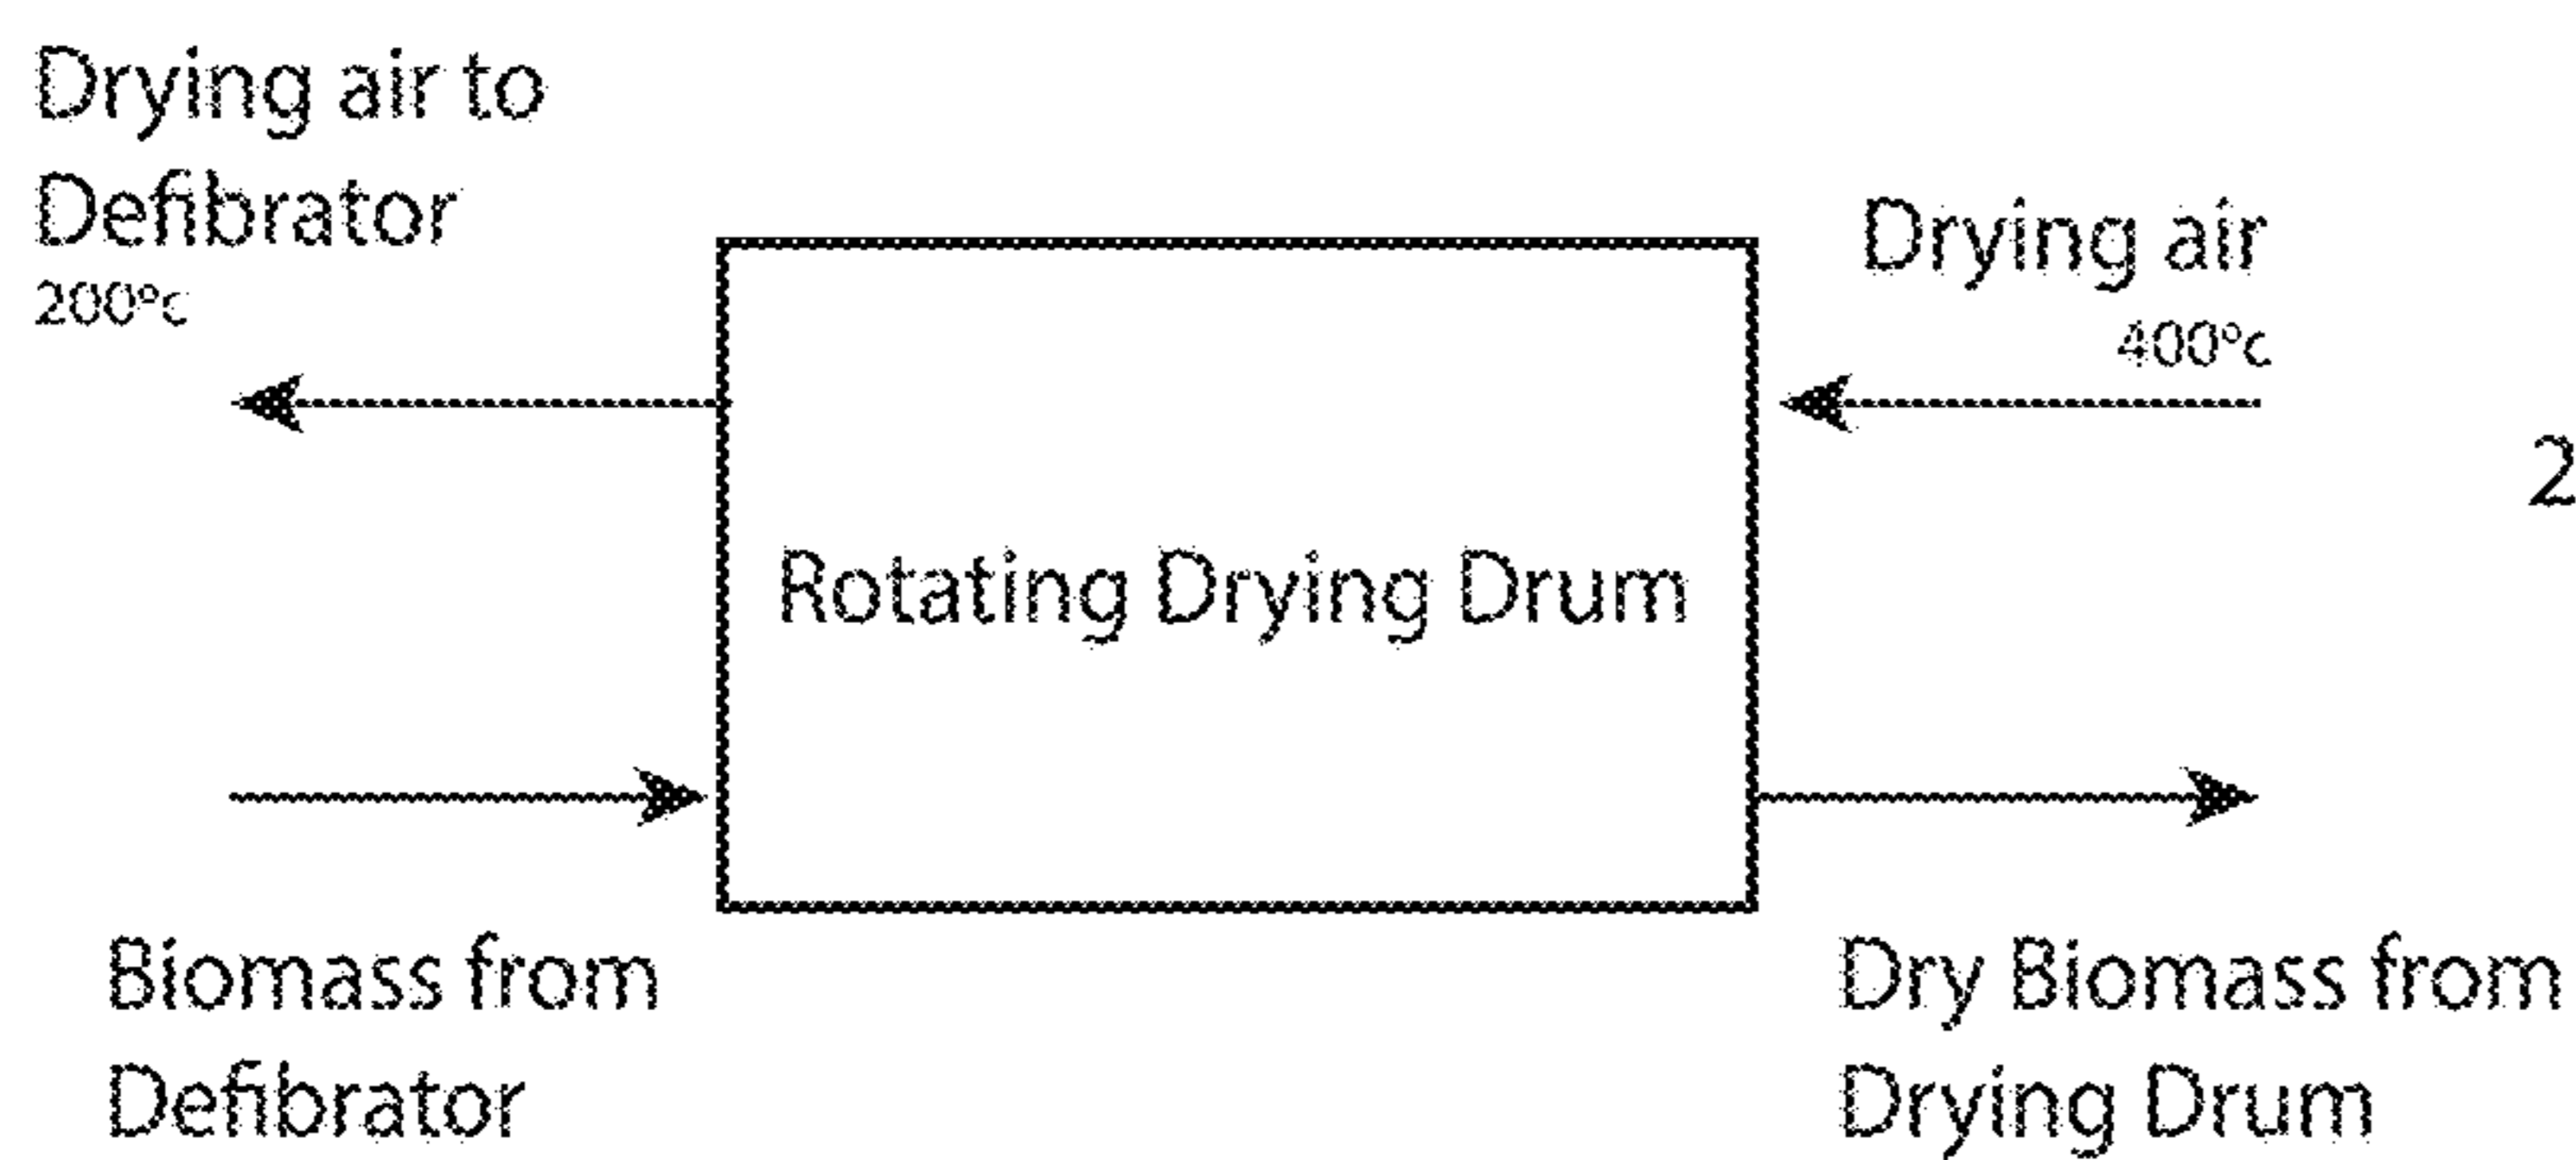 Drying air to
Defibrator
200°c
Drying air
400°c
2
Rotating Drying Drum
Biomass from
Defibrator
Dry Biomass from
Drying Drum